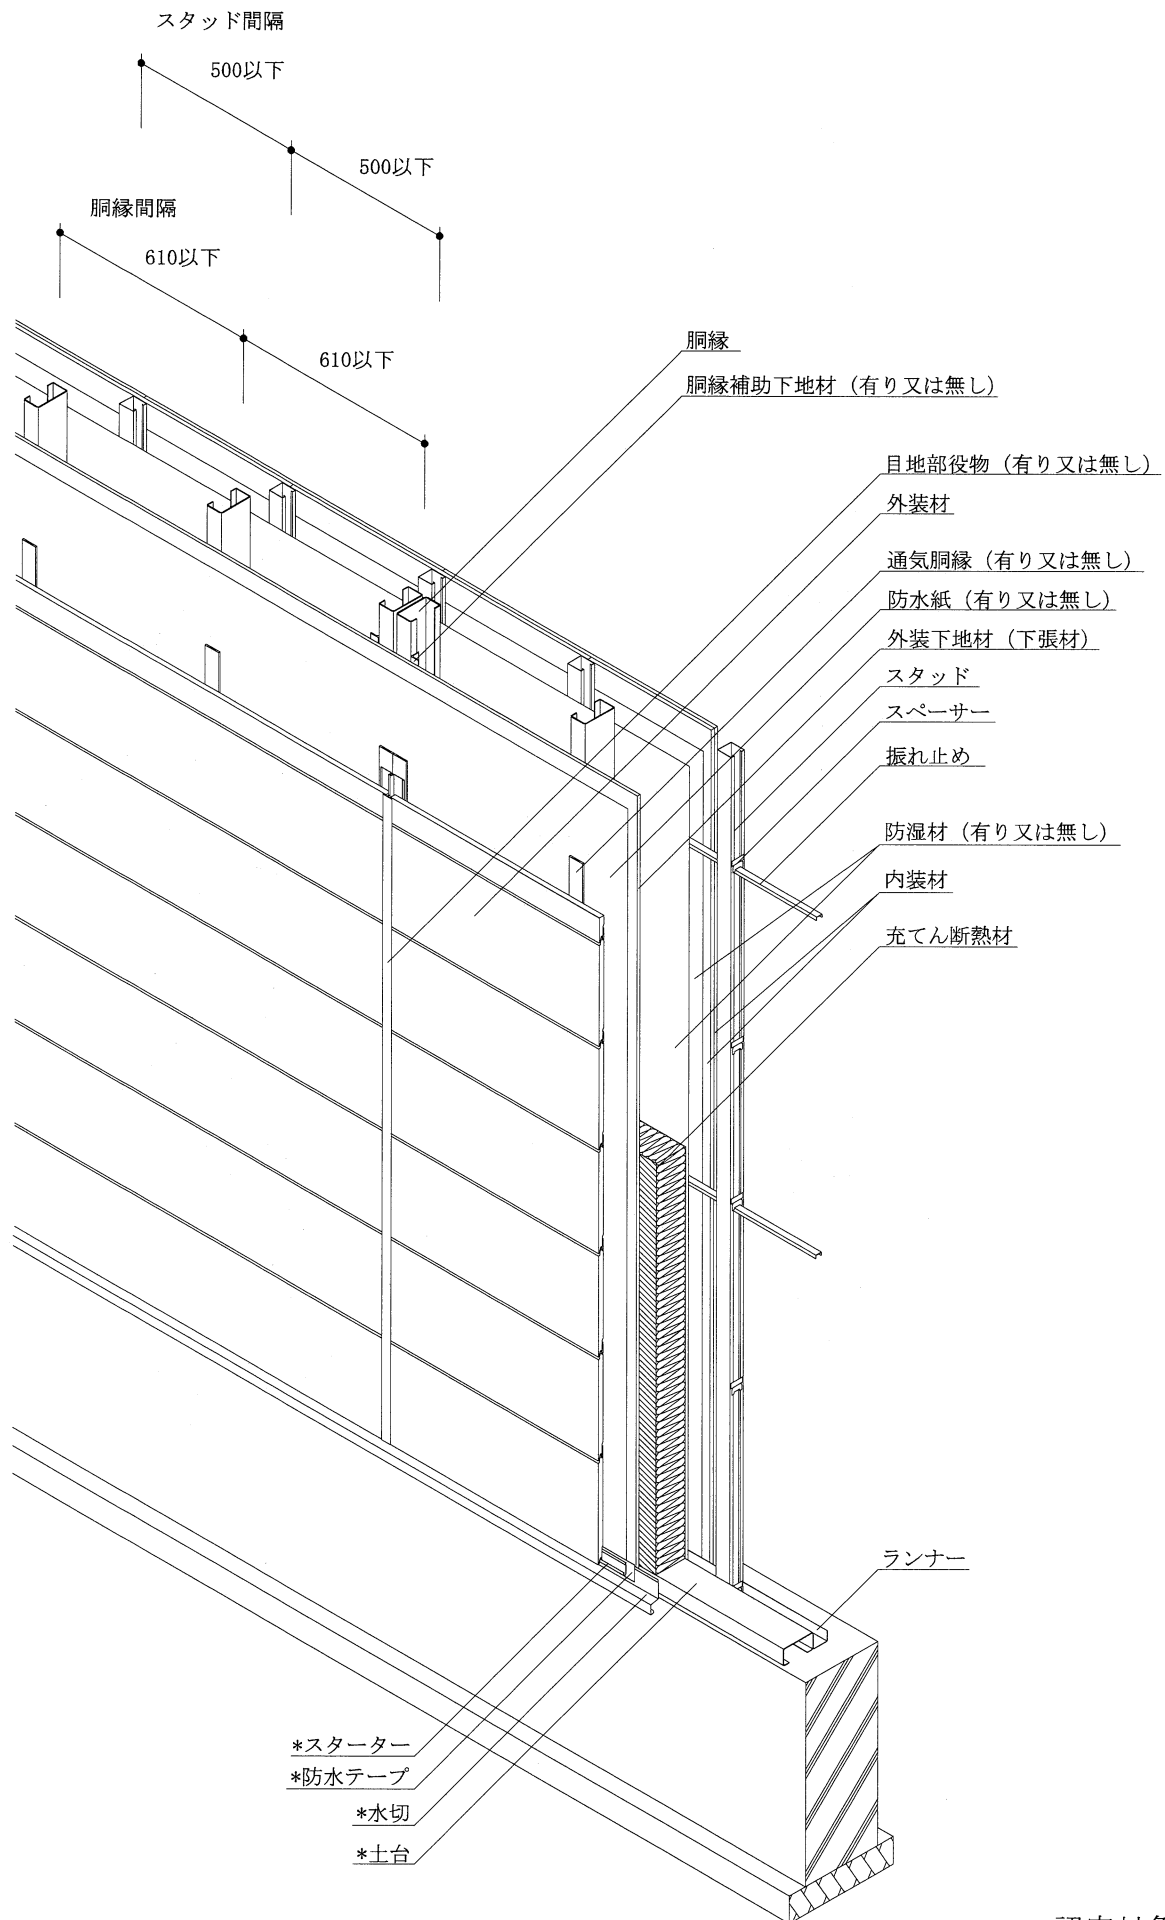 スタッド間隔
500以下
500以下
胴縁間隔
610以下
610以下
胴縁
胴縁補助下地材（有り又は無し）
目地部役物（有り又は無し）
外装材
通気胴縁（有り又は無し）
防水紙（有り又は無し）
外装下地材（下張材）
スタッド
スペーサー
振れ止め
防湿材（有り又は無し）
内装材
充てん断熱材
ランナー
*スターター
*防水テープ
*水切
*土台